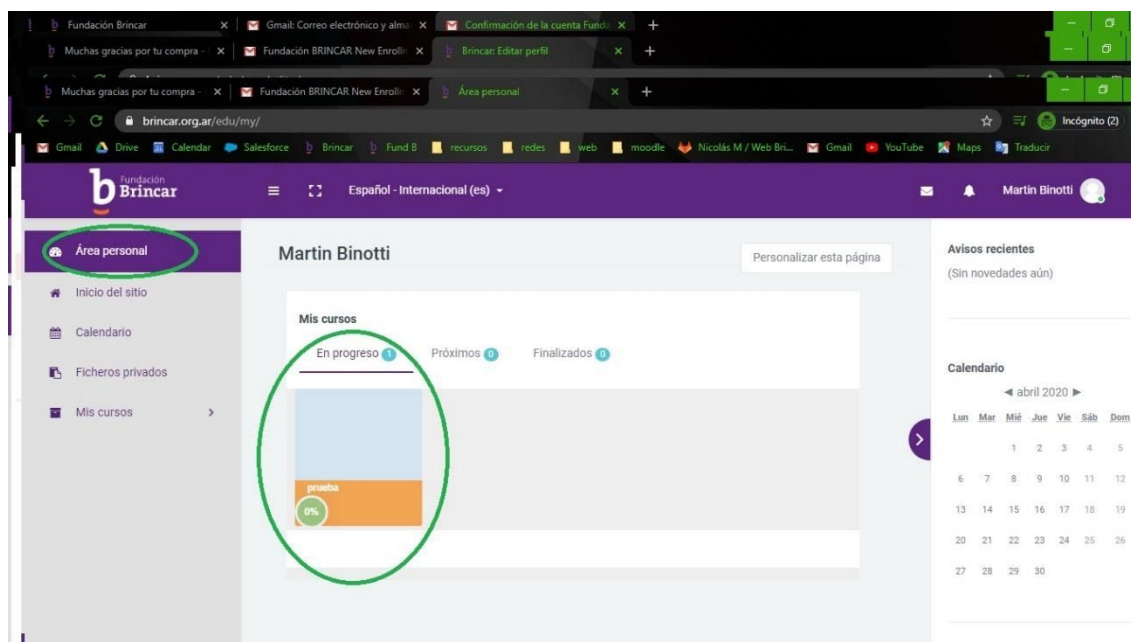 Fundación Brincar
Gmail: Correo electrónico y alma
Confirmación de la cuenta Funda
Muchas gracias por tu compra -
Fundación BRINCAR New Enrolln
Brincar: Editar perfil
Muchas gracias por tu compra -
Fundación BRINCAR New Enrolln
Área personal
brincar.org.ar/edu/my/
Incógnito (2)
Gmail Drive Calendar Salesforce Brincar Fund B recursos redes web moodle Nicolás M / Web Bri... Gmail YouTube Maps Traducir
Fundación
Brincar
Español - Internacional (es)
Martin Binotti
Área personal
Inicio del sitio
Calendario
Ficheros privados
Mis cursos
Martin Binotti
Personalizar esta página
Mis cursos
En progreso 1 Próximos 0 Finalizados 0
prueba
0%
Avisos recientes
(Sin novedades aún)
Calendario
◄ abril 2020 ►
Lun Mar Mié Jue Vie Sáb Dom
1 2 3 4 5
6 7 8 9 10 11 12
13 14 15 16 17 18 19
20 21 22 23 24 25 26
27 28 29 30